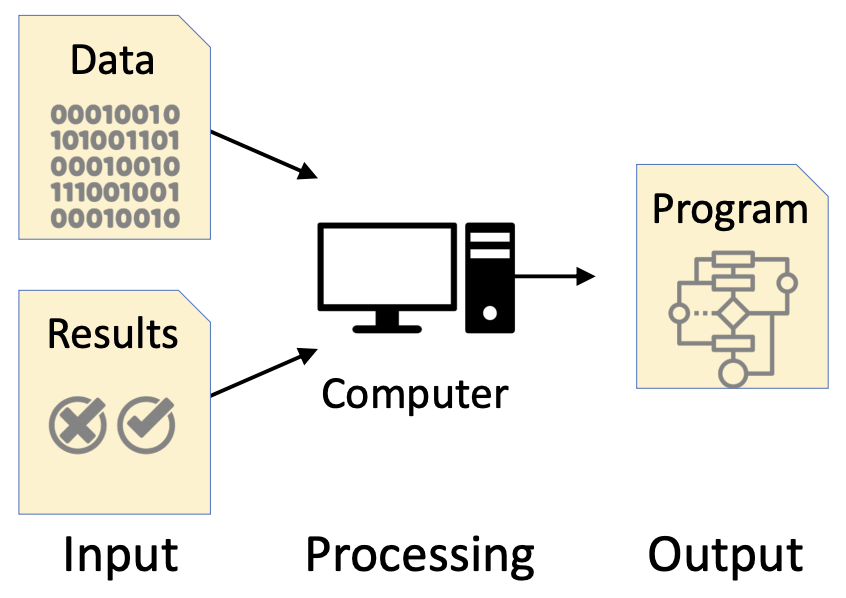 Data
00010010
101001101
00010010
111001001
00010010
Results
Computer
Program
Input
Processing
Output